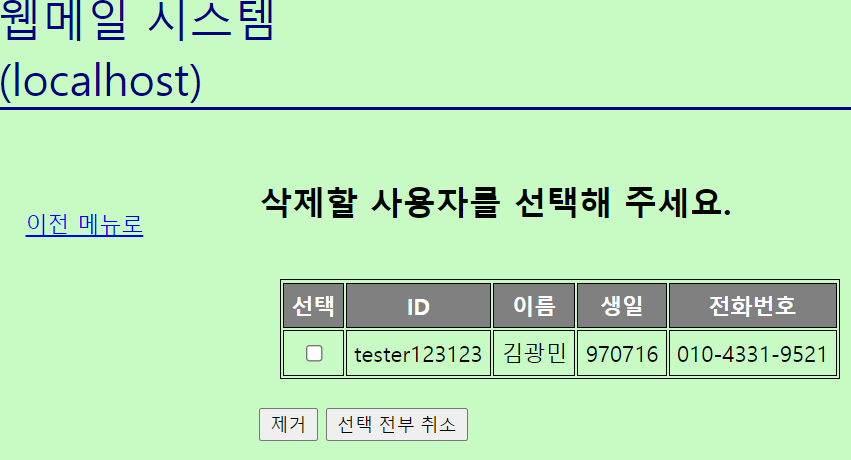 웹메일 시스템
(localhost)
이전 메뉴로
삭제할 사용자를 선택해 주세요.
선택 ID 이름 생일 전화번호
tester123123 김광민 970716 010-4331-9521
제거 선택 전부 취소